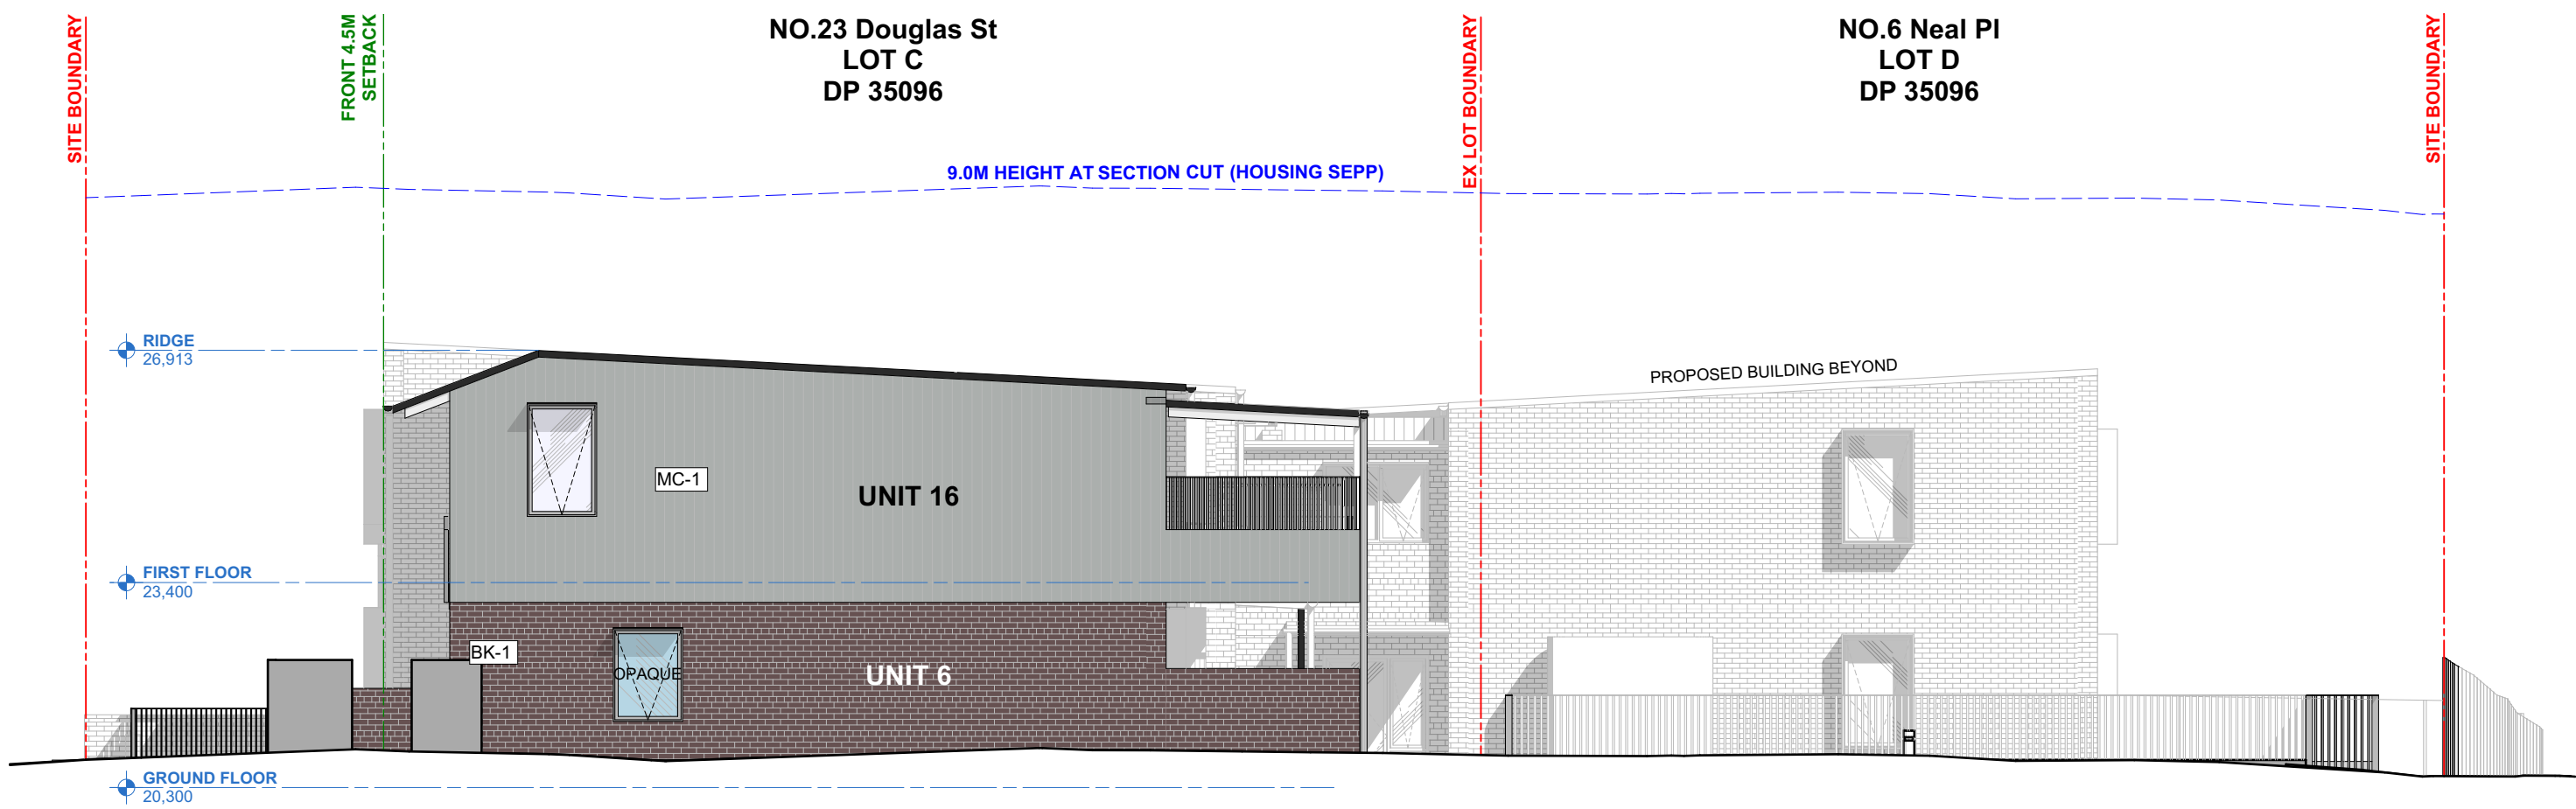 SITE BOUNDARY
FRONT 4.5M
SETBACK
NO.23 Douglas St
LOT C
DP 35096
EX LOT BOUNDARY
NO.6 Neal Pl
LOT D
DP 35096
SITE BOUNDARY
9.0M HEIGHT AT SECTION CUT (HOUSING SEPP)
RIDGE
26,913
PROPOSED BUILDING BEYOND
MC-1
UNIT 16
FIRST FLOOR
23,400
BK-1
OPAQUE
UNIT 6
GROUND FLOOR
20,300